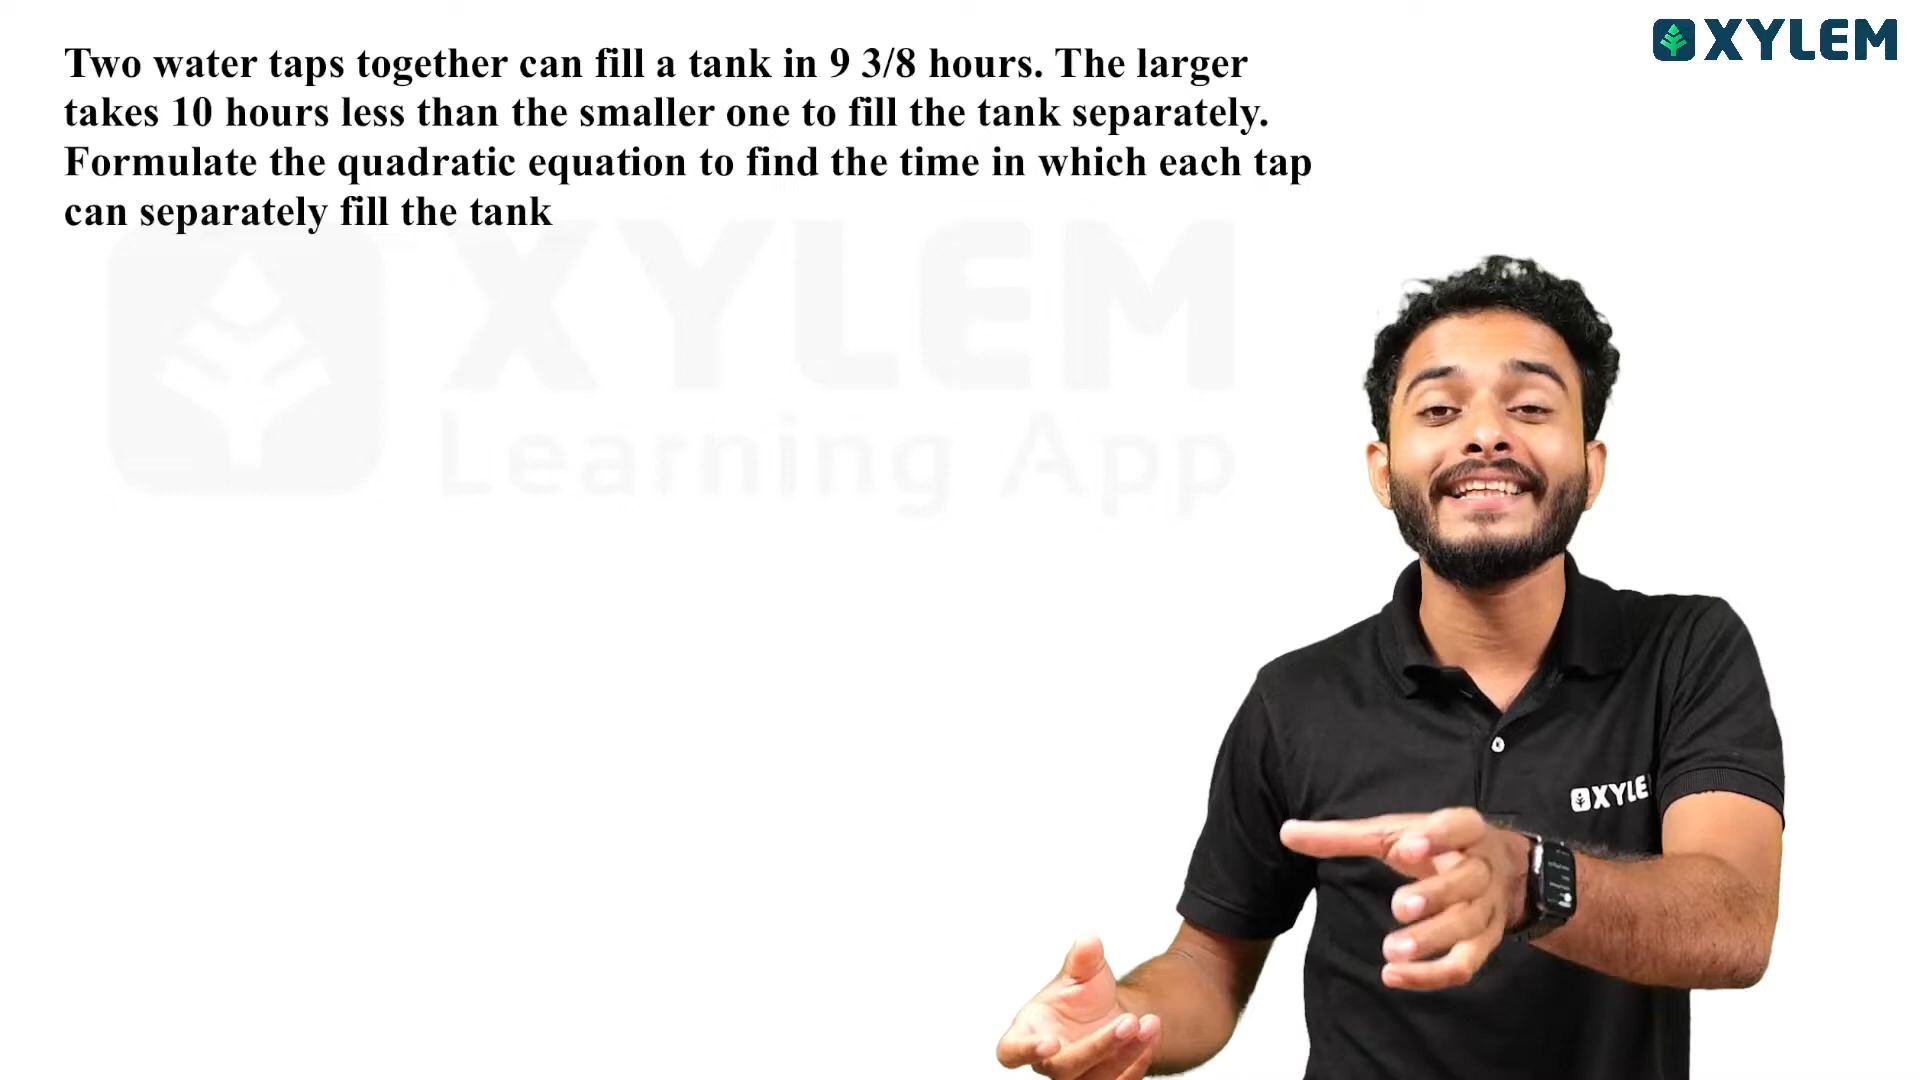 XYLEM
Two water taps together can fill a tank in 9 3/8 hours. The larger
takes 10 hours less than the smaller one to fill the tank separately.
Formulate the quadratic equation to find the time in which each tap
can separately fill the tank
XYLEM
Learning App
XYLE